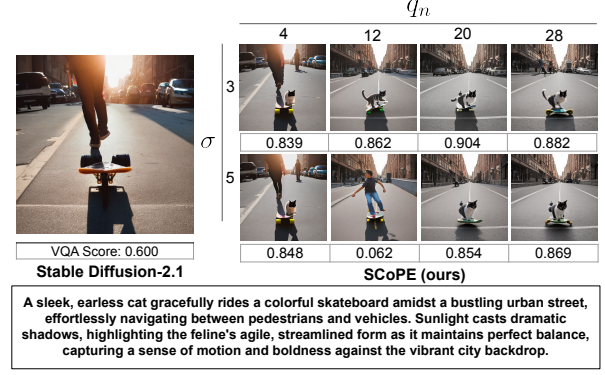 qn
4 12 20 28
3
0.839 0.862 0.904 0.882
σ
5
VQA Score: 0.600
0.848 0.062 0.854 0.869
Stable Diffusion-2.1
SCoPE (ours)
A sleek, earless cat gracefully rides a colorful skateboard amidst a bustling urban street,
effortlessly navigating between pedestrians and vehicles. Sunlight casts dramatic
shadows, highlighting the feline's agile, streamlined form as it maintains perfect balance,
capturing a sense of motion and boldness against the vibrant city backdrop.